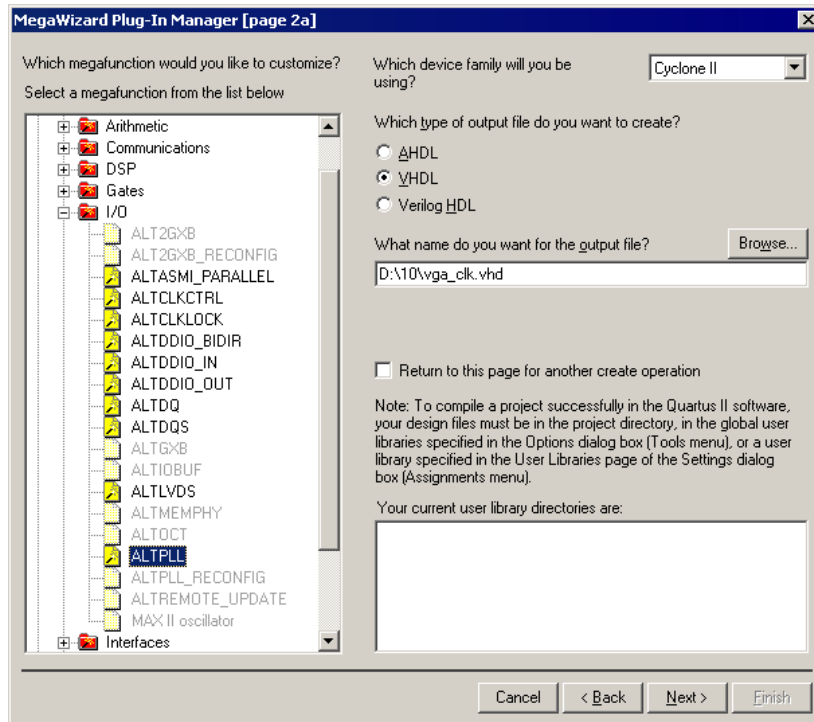 MegaWizard Plug-In Manager [page 2a]
Which megafunction would you like to customize?
Select a megafunction from the list below
Arithmetic
Communications
DSP
Gates
I/O
ALT2GXB
ALT2GXB_RECONFIG
ALTASMI_PARALLEL
ALTCLKCTRL
ALTCLKLOCK
ALTDDIO_BIDIR
ALTDDIO_IN
ALTDDIO_OUT
ALTDQ
ALTDQS
ALTGXB
ALTIOBUF
ALTLVDS
ALTMEMPHY
ALTOCT
ALTPLL
ALTPLL_RECONFIG
ALTREMOTE_UPDATE
MAX II oscillator
Interfaces
Which device family will you be
using?
Cyclone II
Which type of output file do you want to create?
AHDL
VHDL
Verilog HDL
What name do you want for the output file?
Browse...
D:\10\vga_clk.vhd
Return to this page for another create operation
Note: To compile a project successfully in the Quartus II software,
your design files must be in the project directory, in the global user
libraries specified in the Options dialog box (Tools menu), or a user
library specified in the User Libraries page of the Settings dialog
box (Assignments menu).
Your current user library directories are:
Cancel
< Back
Next >
Finish